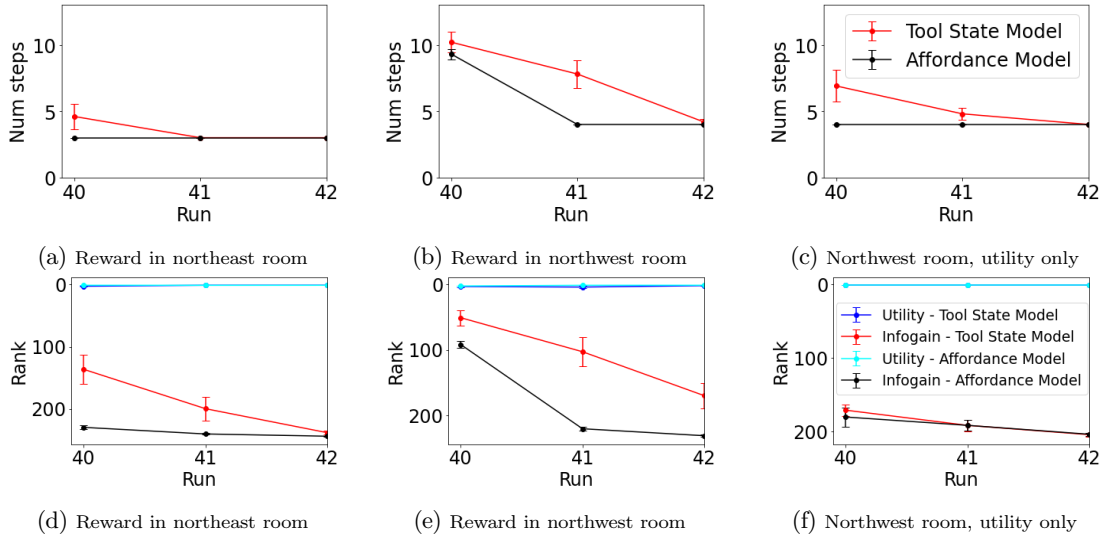 Num steps
10
5
0
40 41 42
Run
(a) Reward in northeast room
Num steps
10
5
0
40 41 42
Run
(b) Reward in northwest room
Num steps
10
5
0
Tool State Model
Affordance Model
40 41 42
Run
(c) Northwest room, utility only
Rank
0
100
200
40 41 42
Run
(d) Reward in northeast room
Rank
0
100
200
40 41 42
Run
(e) Reward in northwest room
Rank
0
100
200
Utility - Tool State Model
Infogain - Tool State Model
Utility - Affordance Model
Infogain - Affordance Model
40 41 42
Run
(f) Northwest room, utility only